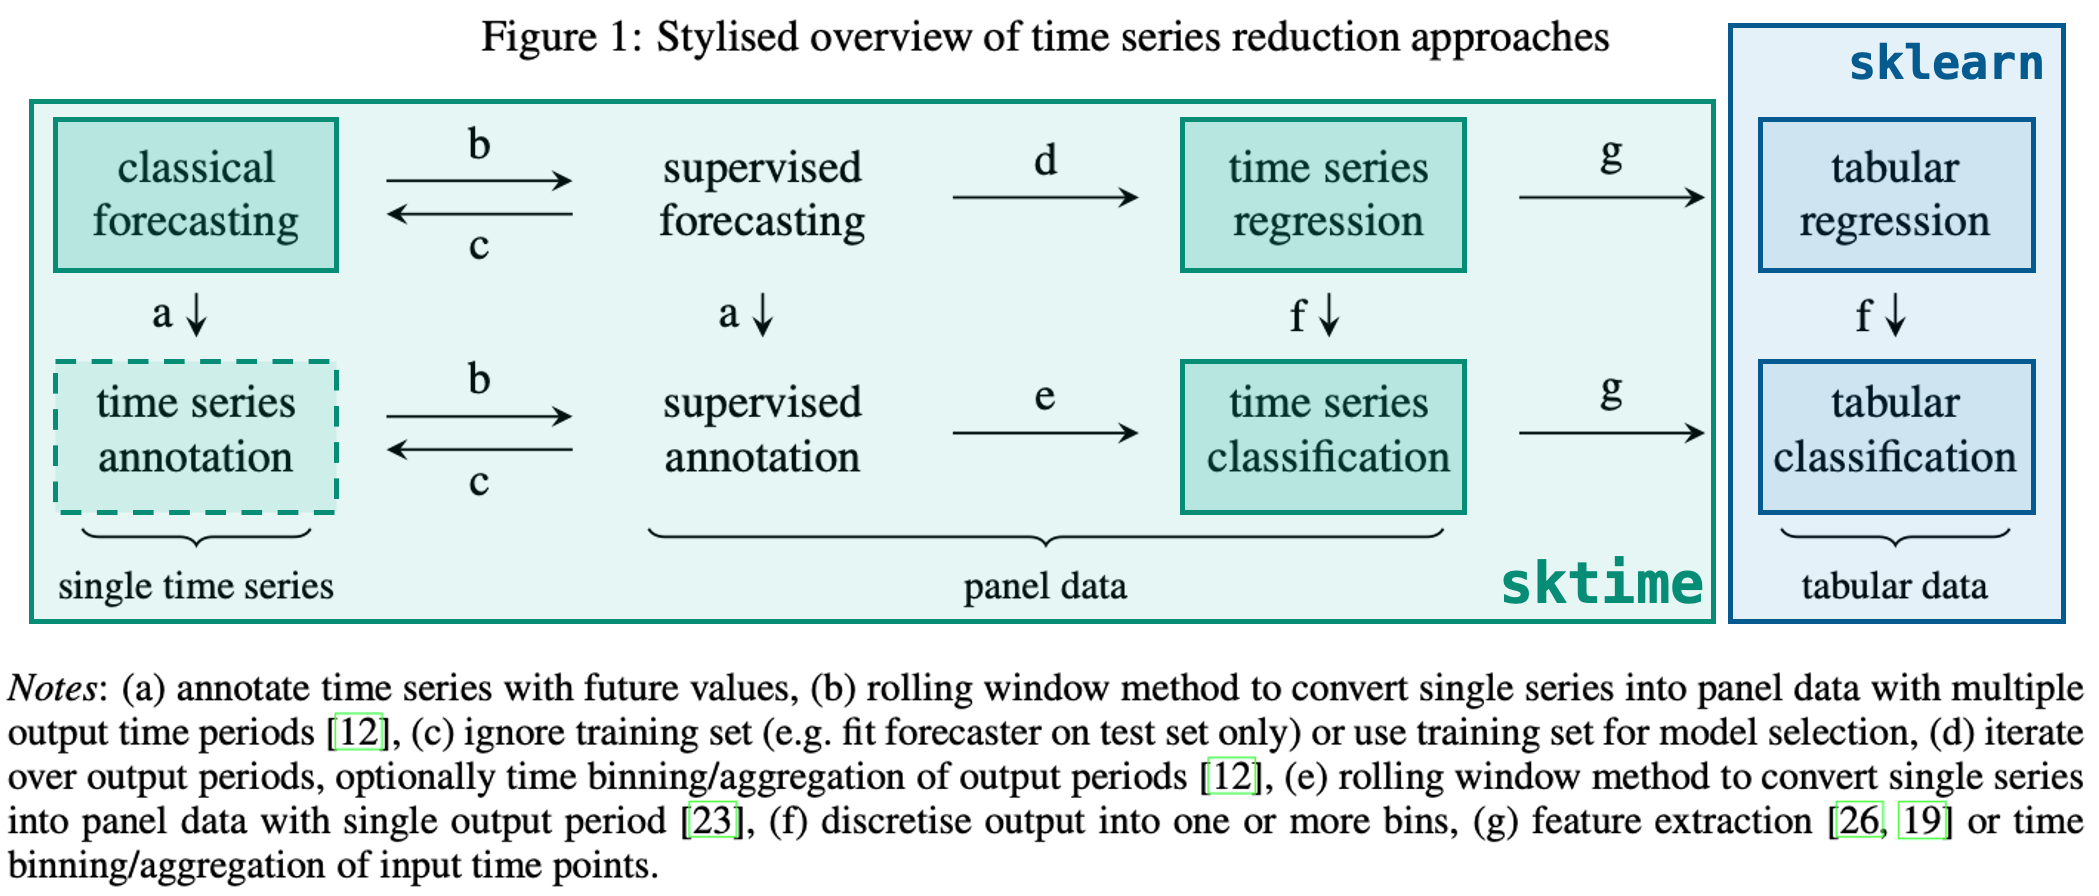 Figure 1: Stylised overview of time series reduction approaches
sklearn
classical
forecasting
b
c
supervised
forecasting
d
time series
regression
g
tabular
regression
a
a
f
f
time series
annotation
b
c
supervised
annotation
e
time series
classification
g
tabular
classification
single time series
panel data
sktime
tabular data
Notes: (a) annotate time series with future values, (b) rolling window method to convert single series into panel data with multiple
output time periods [12], (c) ignore training set (e.g. fit forecaster on test set only) or use training set for model selection, (d) iterate
over output periods, optionally time binning/aggregation of output periods [12], (e) rolling window method to convert single series
into panel data with single output period [23], (f) discretise output into one or more bins, (g) feature extraction [26, 19] or time
binning/aggregation of input time points.